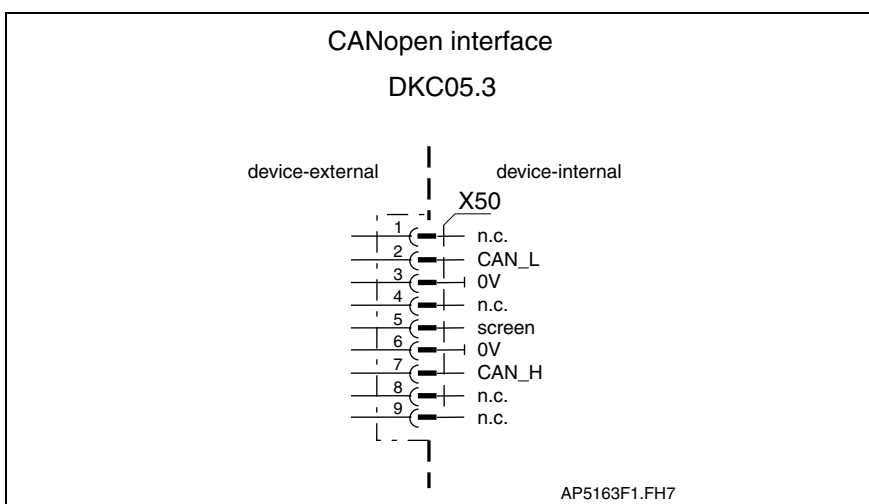 CANopen interface
DKC05.3
device-external device-internal
X50
1 n.c.
2 CAN_L
3 0V
4 n.c.
5 screen
6 0V
7 CAN_H
8 n.c.
9 n.c.
AP5163F1.FH7